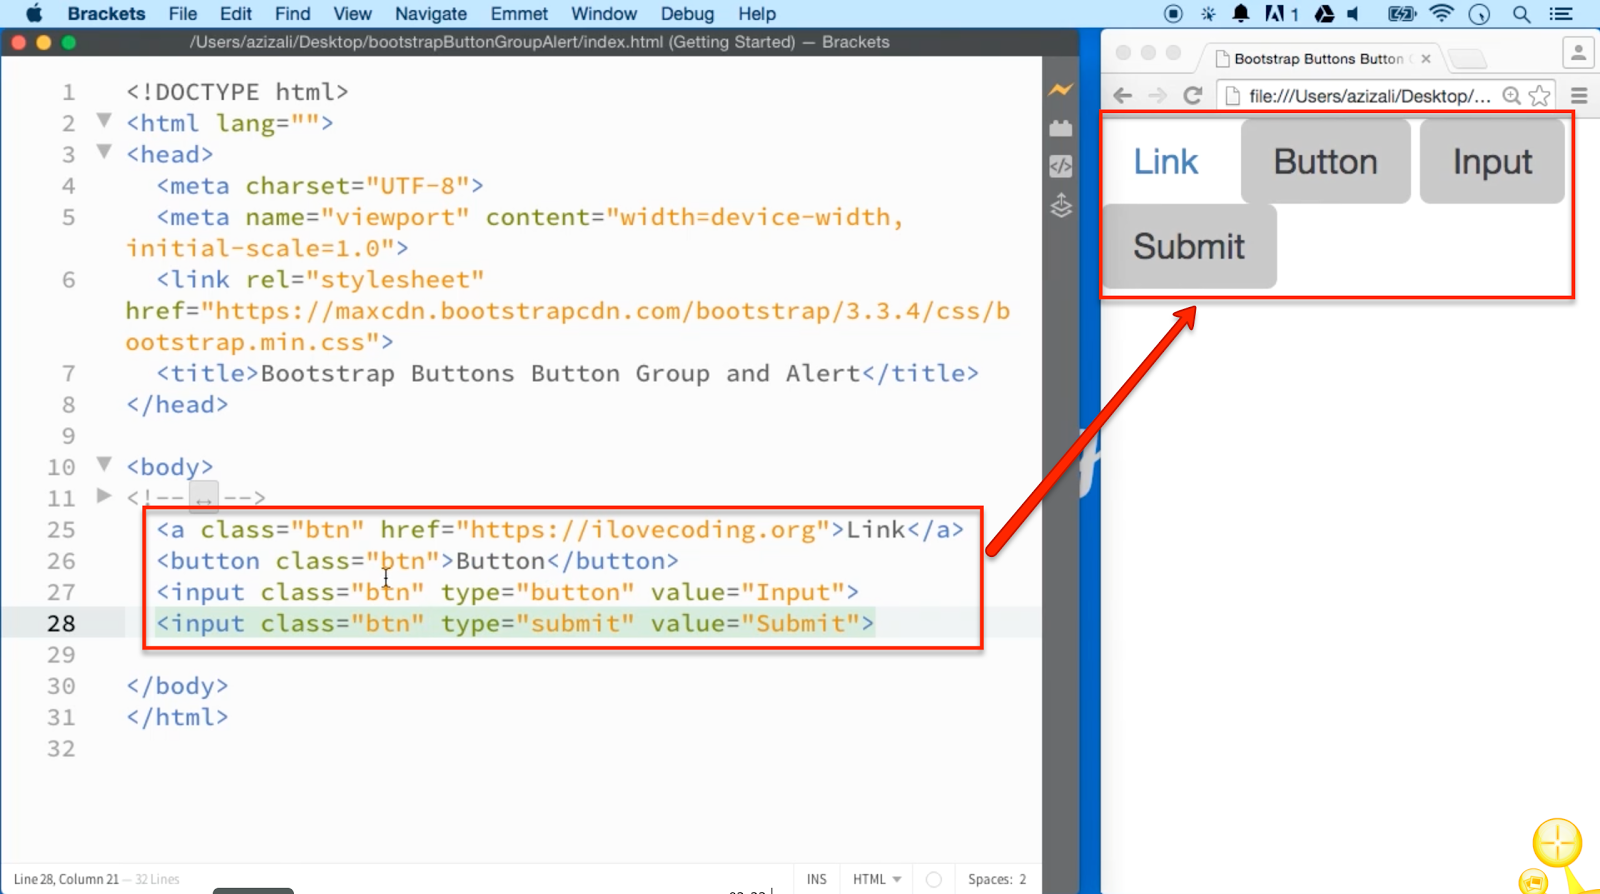 Brackets File Edit Find View Navigate Emmet Window Debug Help 1
/Users/azizali/Desktop/bootstrapButtonGroupAlert/index.html (Getting Started) — Brackets
1 <!DOCTYPE html>
2 <html lang="">
3 <head>
4 <meta charset="UTF-8">
5 <meta name="viewport" content="width=device-width,
initial-scale=1.0">
6 <link rel="stylesheet"
href="https://maxcdn.bootstrapcdn.com/bootstrap/3.3.4/css/b
ootstrap.min.css">
7 <title>Bootstrap Buttons Button Group and Alert</title>
8 </head>
9
10 <body>
11 <!-- ↔ -->
25 <a class="btn" href="https://ilovecoding.org">Link</a>
26 <button class="btn">Button</button>
27 <input class="btn" type="button" value="Input">
28 <input class="btn" type="submit" value="Submit">
29
30 </body>
31 </html>
32
Line 28, Column 21 — 32 Lines
INS HTML Spaces: 2
Bootstrap Buttons Button
file:///Users/azizali/Desktop/...
Link Button Input
Submit